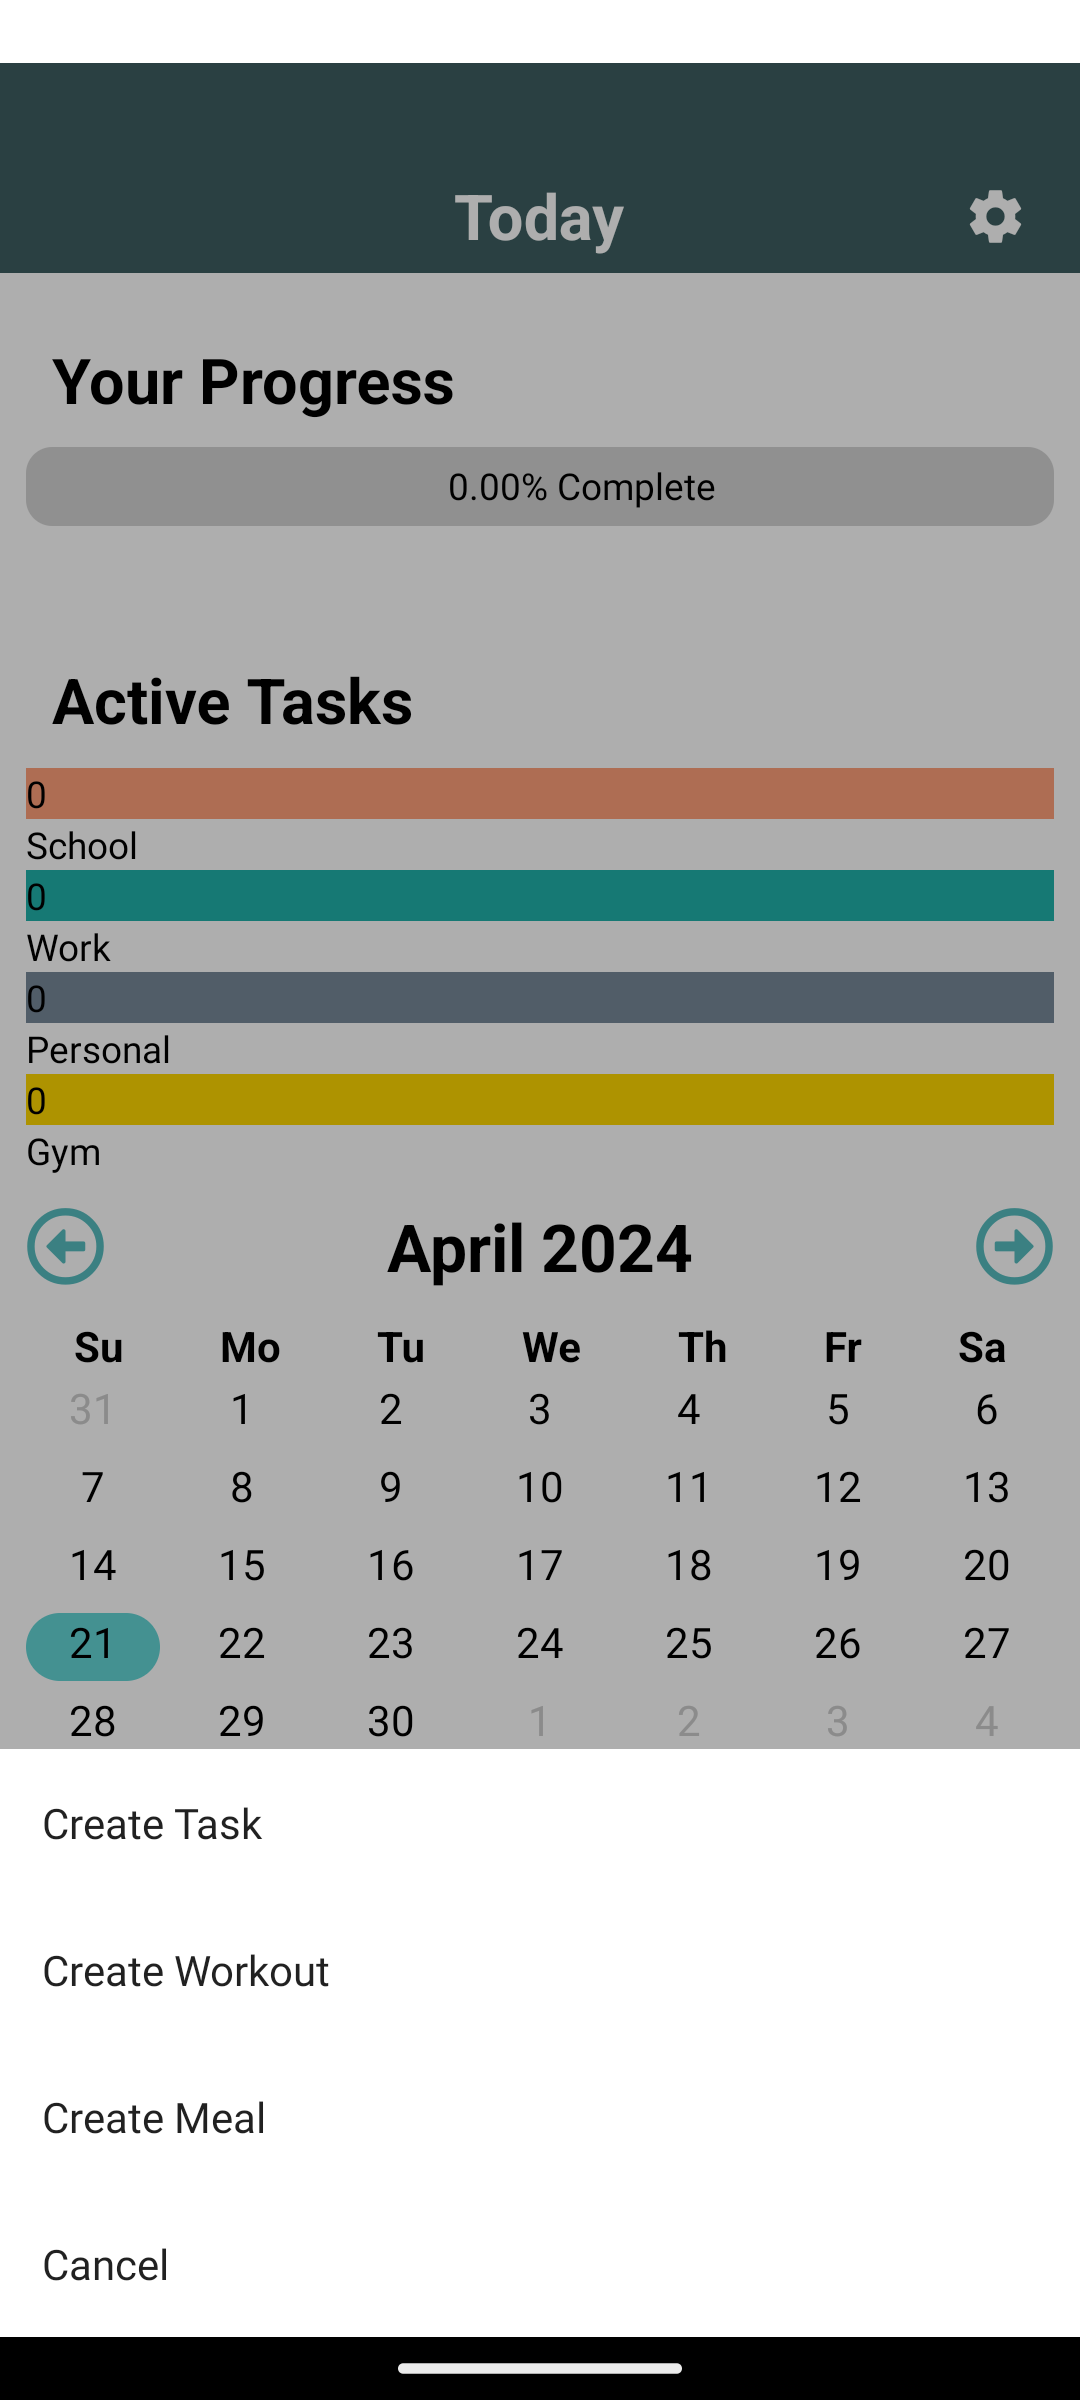 Today
Your Progress
0.00% Complete
Active Tasks
0
School
0
Work
0
Personal
0
Gym
April 2024
Su Mo Tu We Th Fr Sa
31 1 2 3 4 5 6
7 8 9 10 11 12 13
14 15 16 17 18 19 20
21 22 23 24 25 26 27
28 29 30 1 2 3 4
Create Task
Create Workout
Create Meal
Cancel